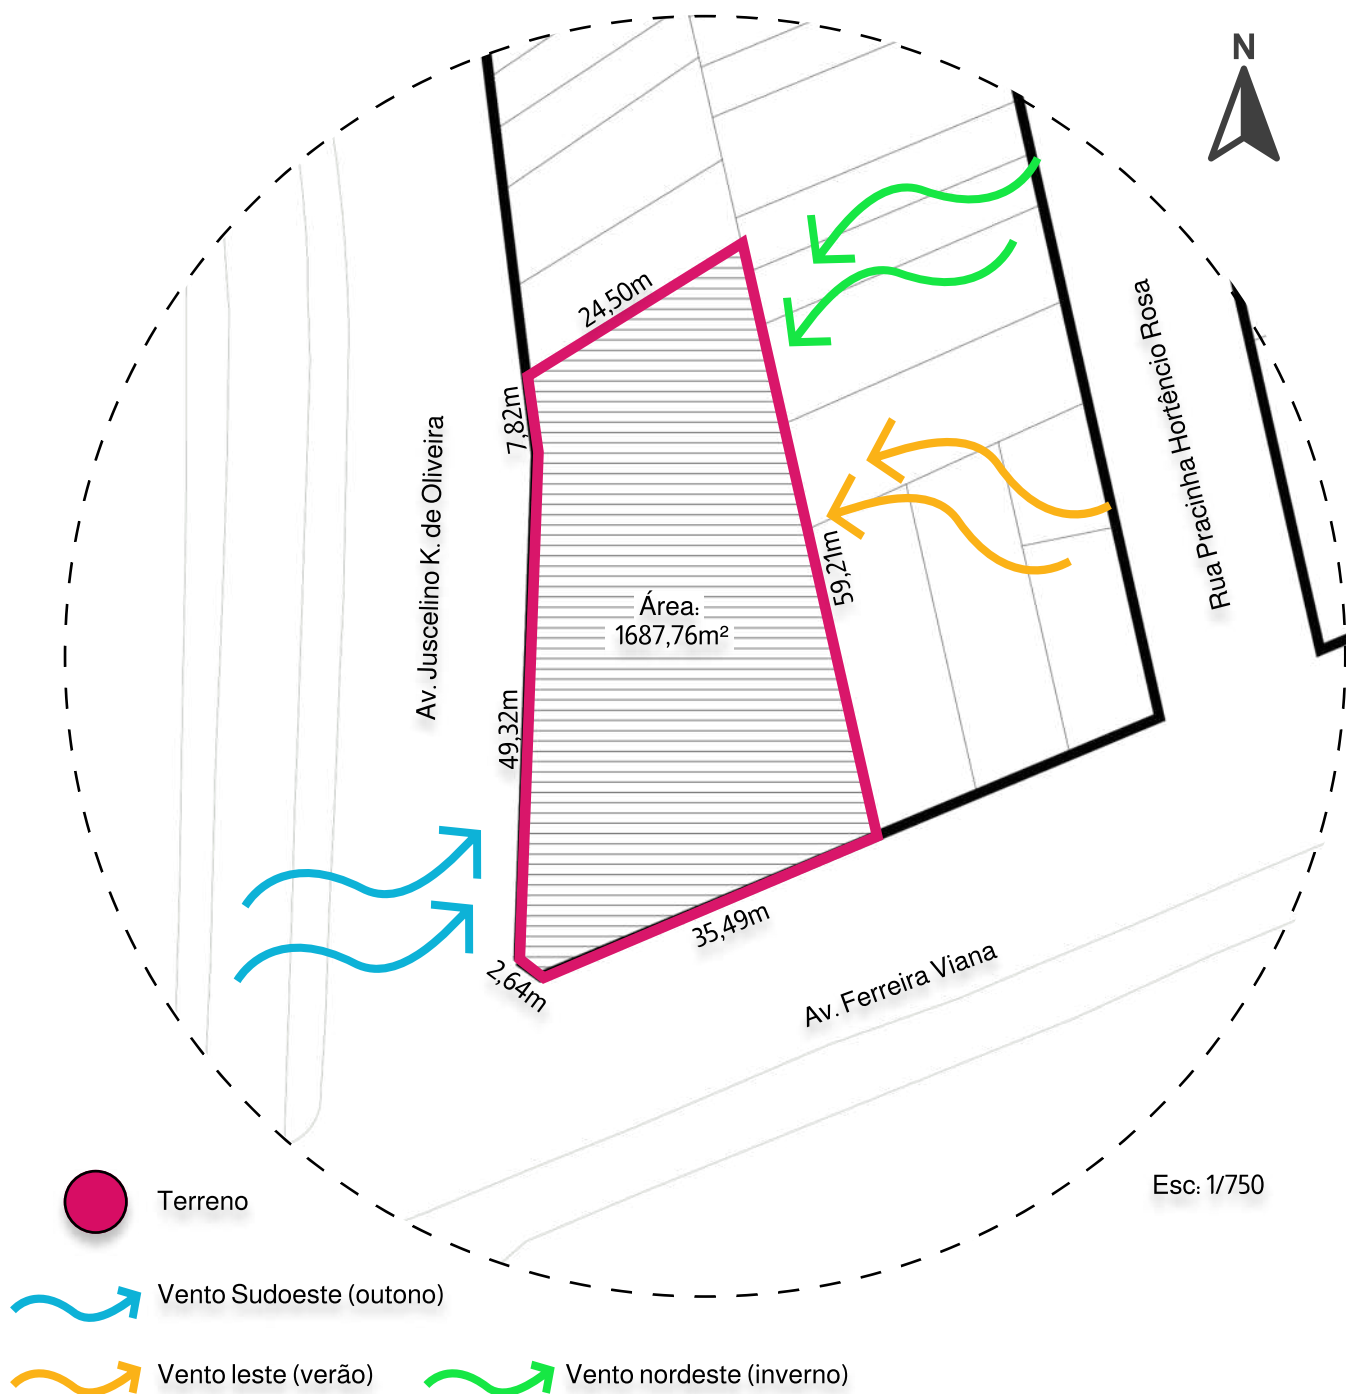 N
24,50m
7,82m
Av. Juscelino K. de Oliveira
Rua Pracinha Hortêncio Rosa
59,21m
Área:
1687,76m²
49,32m
35,49m
2,64m
Av. Ferreira Viana
Esc: 1/750
Terreno
Vento Sudoeste (outono)
Vento leste (verão)
Vento nordeste (inverno)